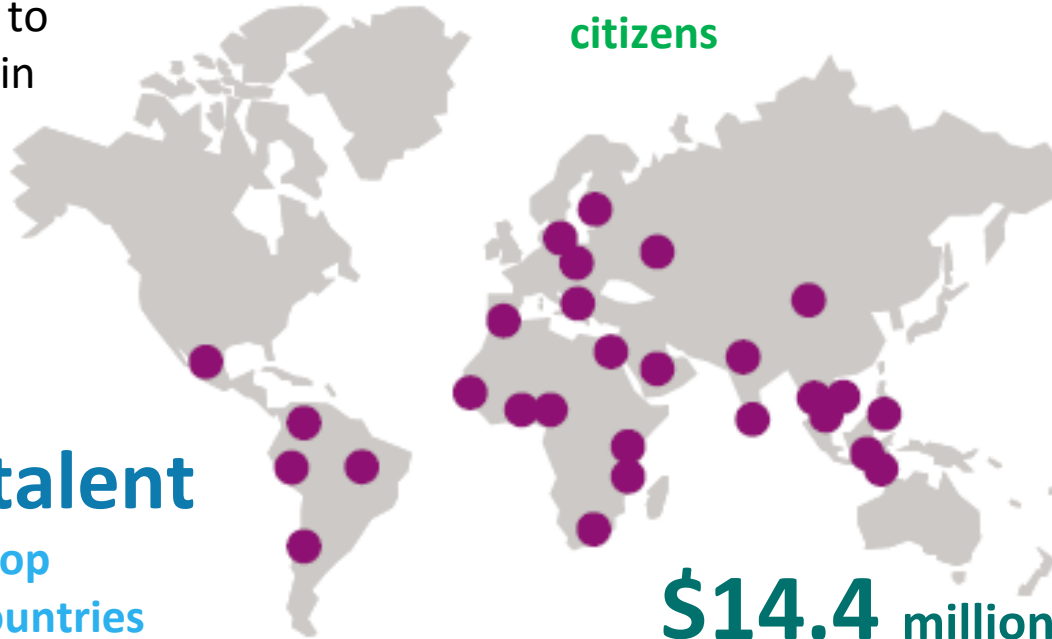 to
in
citizens
talent
op
ountries
$14.4 million